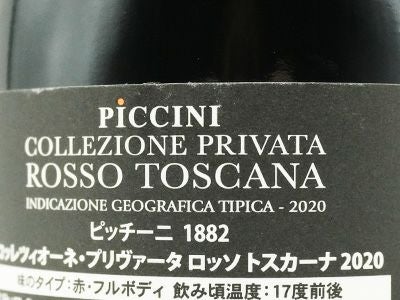 PiCCINI
COLLEZIONE PRIVATA
ROSSO TOSCANA
INDICAZIONE GEOGRAFICA TIPICA - 2020
ピッチーニ 1882
コッレツィオーネ・プリヴァータ ロッソ トスカーナ 2020
味のタイプ：赤・フルボディ 飲み頃温度：17度前後